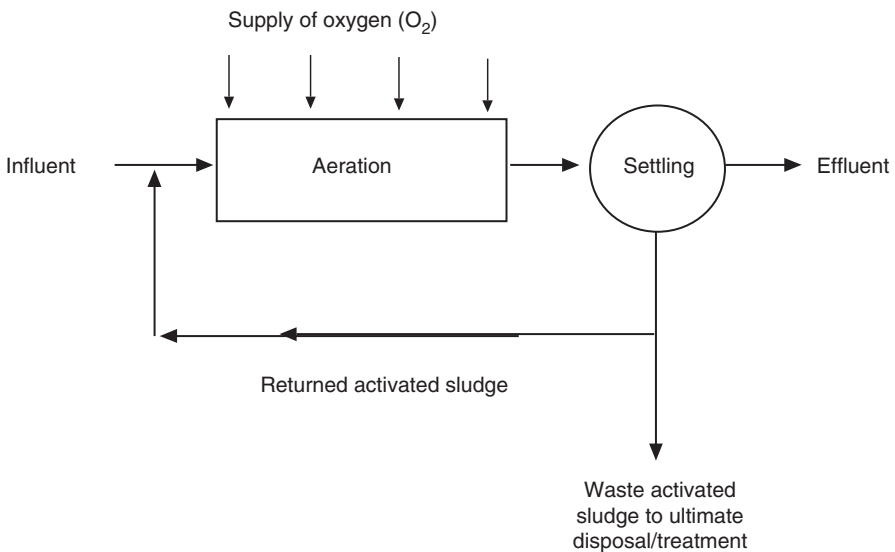 Supply of oxygen (O₂)
Influent
Aeration
Settling
Effluent
Returned activated sludge
Waste activated
sludge to ultimate
disposal/treatment